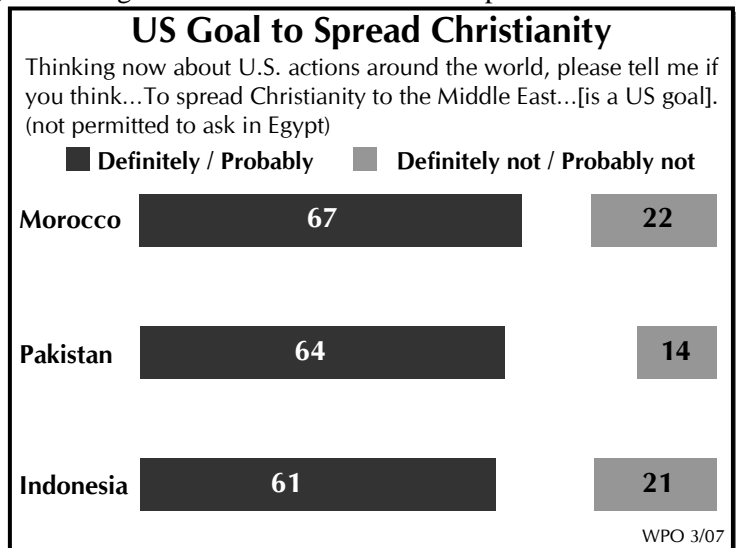 US Goal to Spread Christianity
Thinking now about U.S. actions around the world, please tell me if
you think...To spread Christianity to the Middle East...[is a US goal].
(not permitted to ask in Egypt)
Definitely / Probably Definitely not / Probably not
Morocco 67 22
Pakistan 64 14
Indonesia 61 21
WPO 3/07